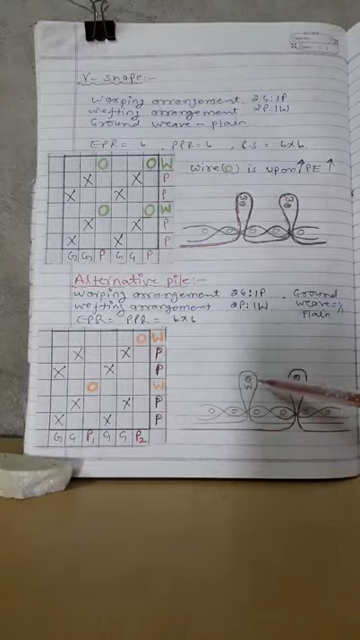 V-shape:-
Warping arrangement 2G:1P
wefting arrangement 2P:1W
Ground weave - plain
EPR = 6 PPR = 6 RS = 6x6
O O W
X P
X X P
O O W
X X P
X X P
G G P G G P
Wire(O) is upon ↑ PE ↑
W W
Alternative pile:-
Warping arrangement 2G:1P . Ground
wefting arrangement 2P:1W weave =
EPR = PPR = 6x6 plain
O W
X X P
X X P
O W
X X P
X X P
G G P1 G G P2
W